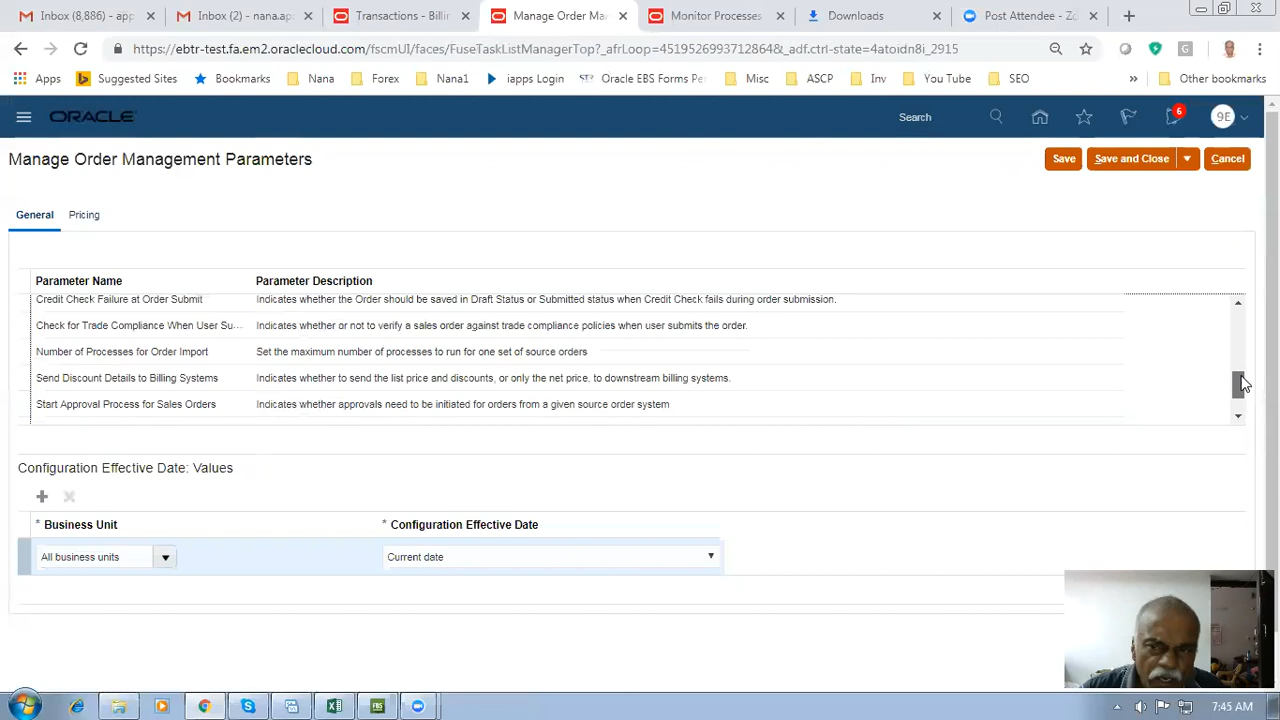 Inbox (6,886) - app
Inbox (2) - nana.ap
Transactions - Billi
Manage Order Ma
Monitor Processes
Downloads
Post Attendee - Zo
https://ebtr-test.fa.em2.oraclecloud.com/fscmUI/faces/FuseTaskListManagerTop?_afrLoop=45195269937128644&_adf.ctrl-state=4atoidn8i_2915
Apps
Suggested Sites
Bookmarks
Nana
Forex
Nana1
iapps Login
Oracle EBS Forms Pe
Misc
ASCP
Inv
You Tube
SEO
Other bookmarks
ORACLE
Search
6
9E
Manage Order Management Parameters
Save
Save and Close
Cancel
General
Pricing
Parameter Name
Parameter Description
Credit Check Failure at Order Submit
Indicates whether the Order should be saved in Draft Status or Submitted status when Credit Check fails during order submission.
Check for Trade Compliance When User Su...
Indicates whether or not to verify a sales order against trade compliance policies when user submits the order.
Number of Processes for Order Import
Set the maximum number of processes to run for one set of source orders
Send Discount Details to Billing Systems
Indicates whether to send the list price and discounts, or only the net price, to downstream billing systems.
Start Approval Process for Sales Orders
Indicates whether approvals need to be initiated for orders from a given source order system
Configuration Effective Date: Values
* Business Unit
* Configuration Effective Date
All business units
Current date
7:45 AM